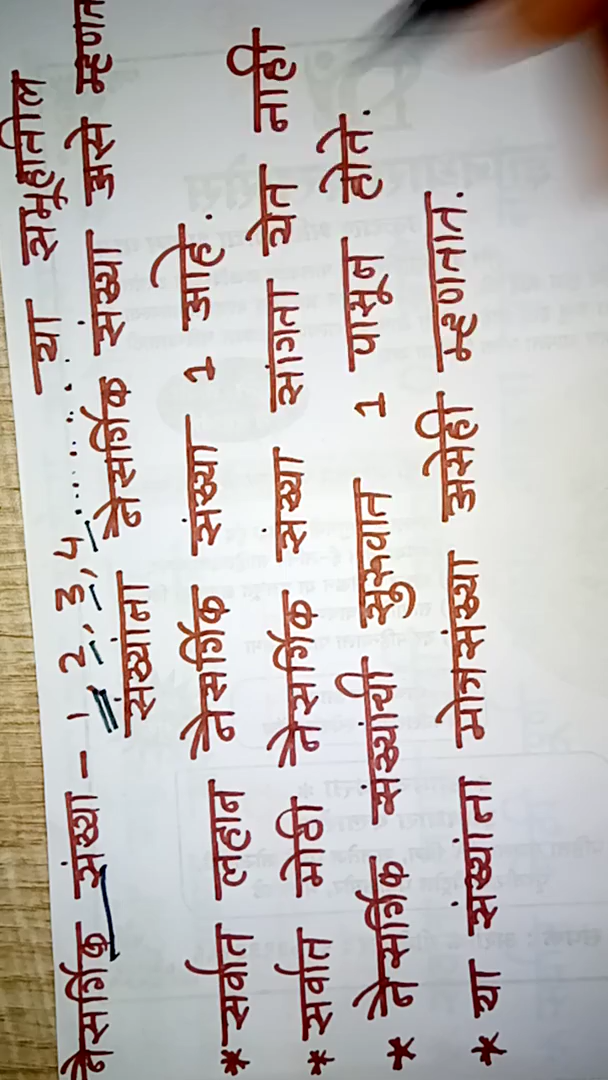 नैसर्गिक संख्या - 1, 2, 3, 4 ........ या समूहातील
संख्यांना नैसर्गिक संख्या असे म्हणत
* सर्वात लहान नैसर्गिक संख्या 1 आहे.
* सर्वात मोठी नैसर्गिक संख्या सांगता येत नाही
* नैसर्गिक संख्यांची सुरुवात 1 पासून होते.
* या संख्यांना मोजसंख्या असेही म्हणतात.